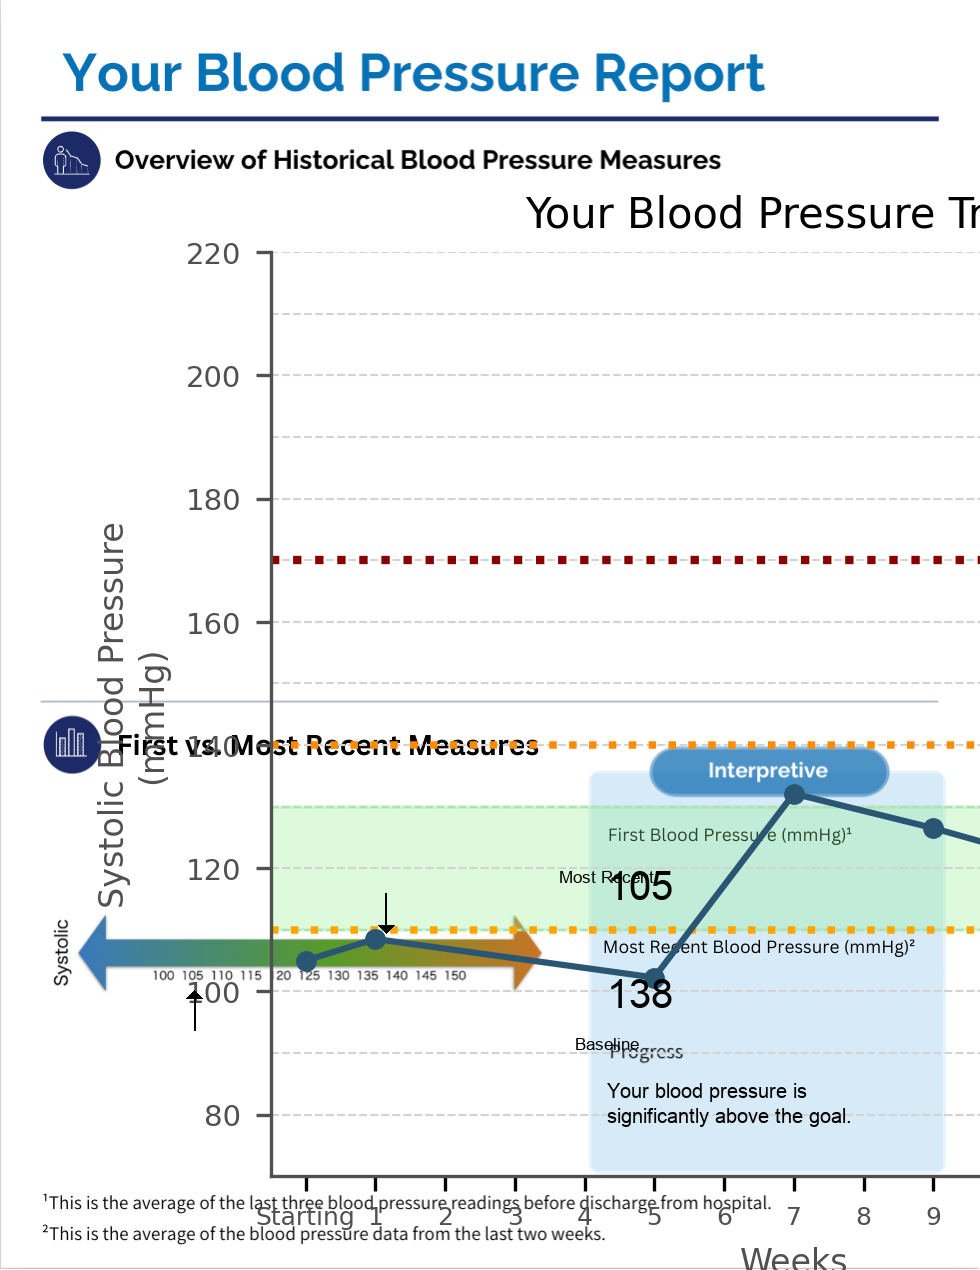 Your Blood Pressure Report
Overview of Historical Blood Pressure Measures
Your Blood Pressure
220
200
180
160
140
120
100
80
Systolic Blood Pressure
(mmHg)
First vs. Most Recent Measures
Interpretive
First Blood Pressure (mmHg)¹
Most Recent
105
Most Recent Blood Pressure (mmHg)²
138
Baseline
Progress
Your blood pressure is
significantly above the goal.
Systolic
100 105 110 115 120 125 130 135 140 145 150
Starting 1 2 3 4 5 6 7 8 9
Weeks
¹This is the average of the last three blood pressure readings before discharge from hospital.
²This is the average of the blood pressure data from the last two weeks.